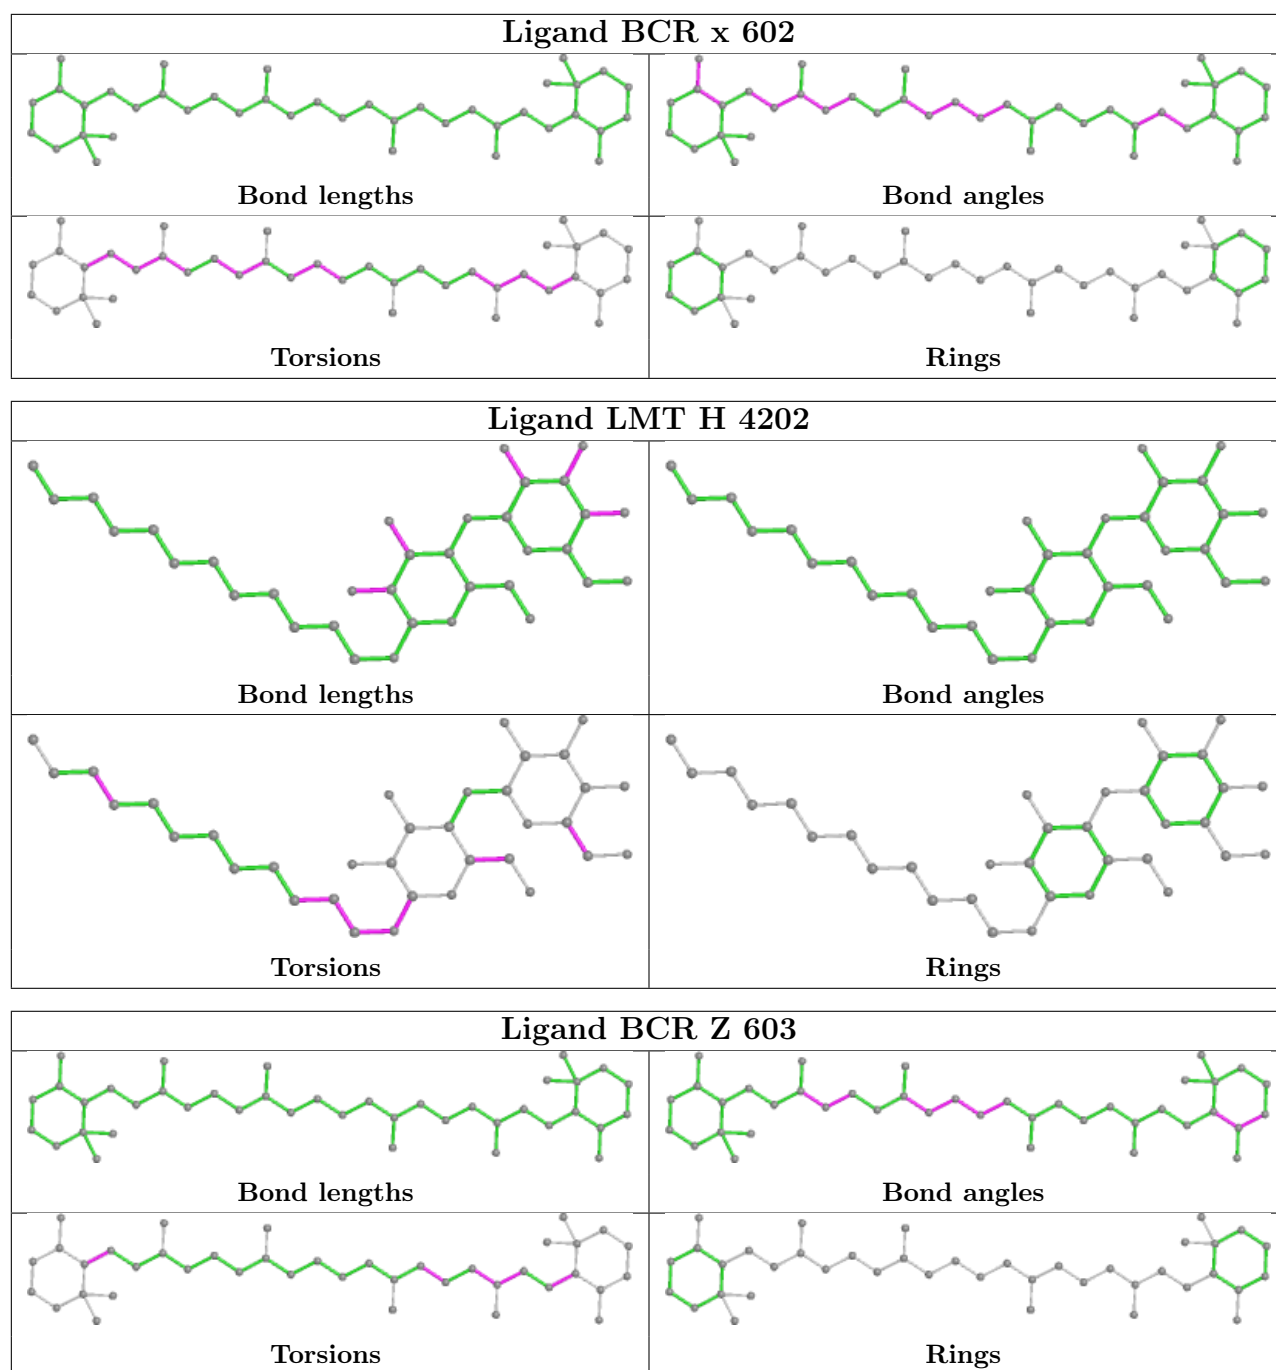 Ligand BCR x 602
Bond lengths
Bond angles
Torsions
Rings
Ligand LMT H 4202
Bond lengths
Bond angles
Torsions
Rings
Ligand BCR Z 603
Bond lengths
Bond angles
Torsions
Rings